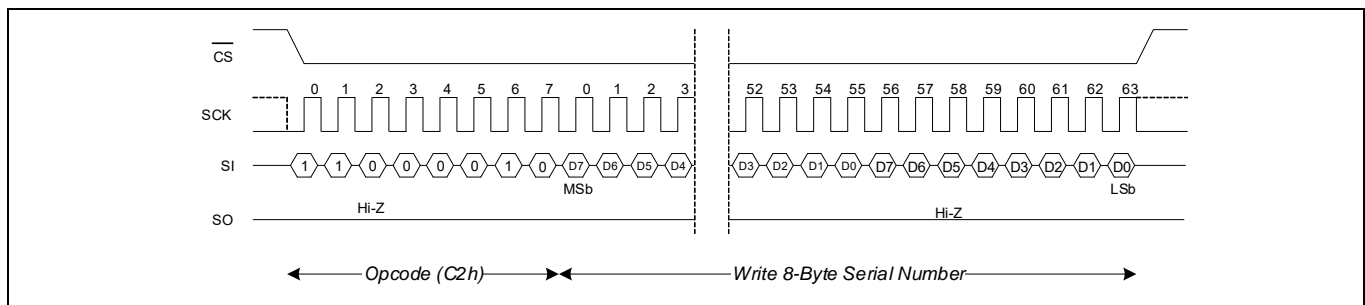 CS
0 1 2 3 4 5 6 7 0 1 2 3 52 53 54 55 56 57 58 59 60 61 62 63
SCK
SI 1 1 0 0 0 0 1 0 D7 D6 D5 D4 D3 D2 D1 D0 D7 D6 D5 D4 D3 D2 D1 D0
MSb LSb
Hi-Z Hi-Z
SO
Opcode (C2h) Write 8-Byte Serial Number